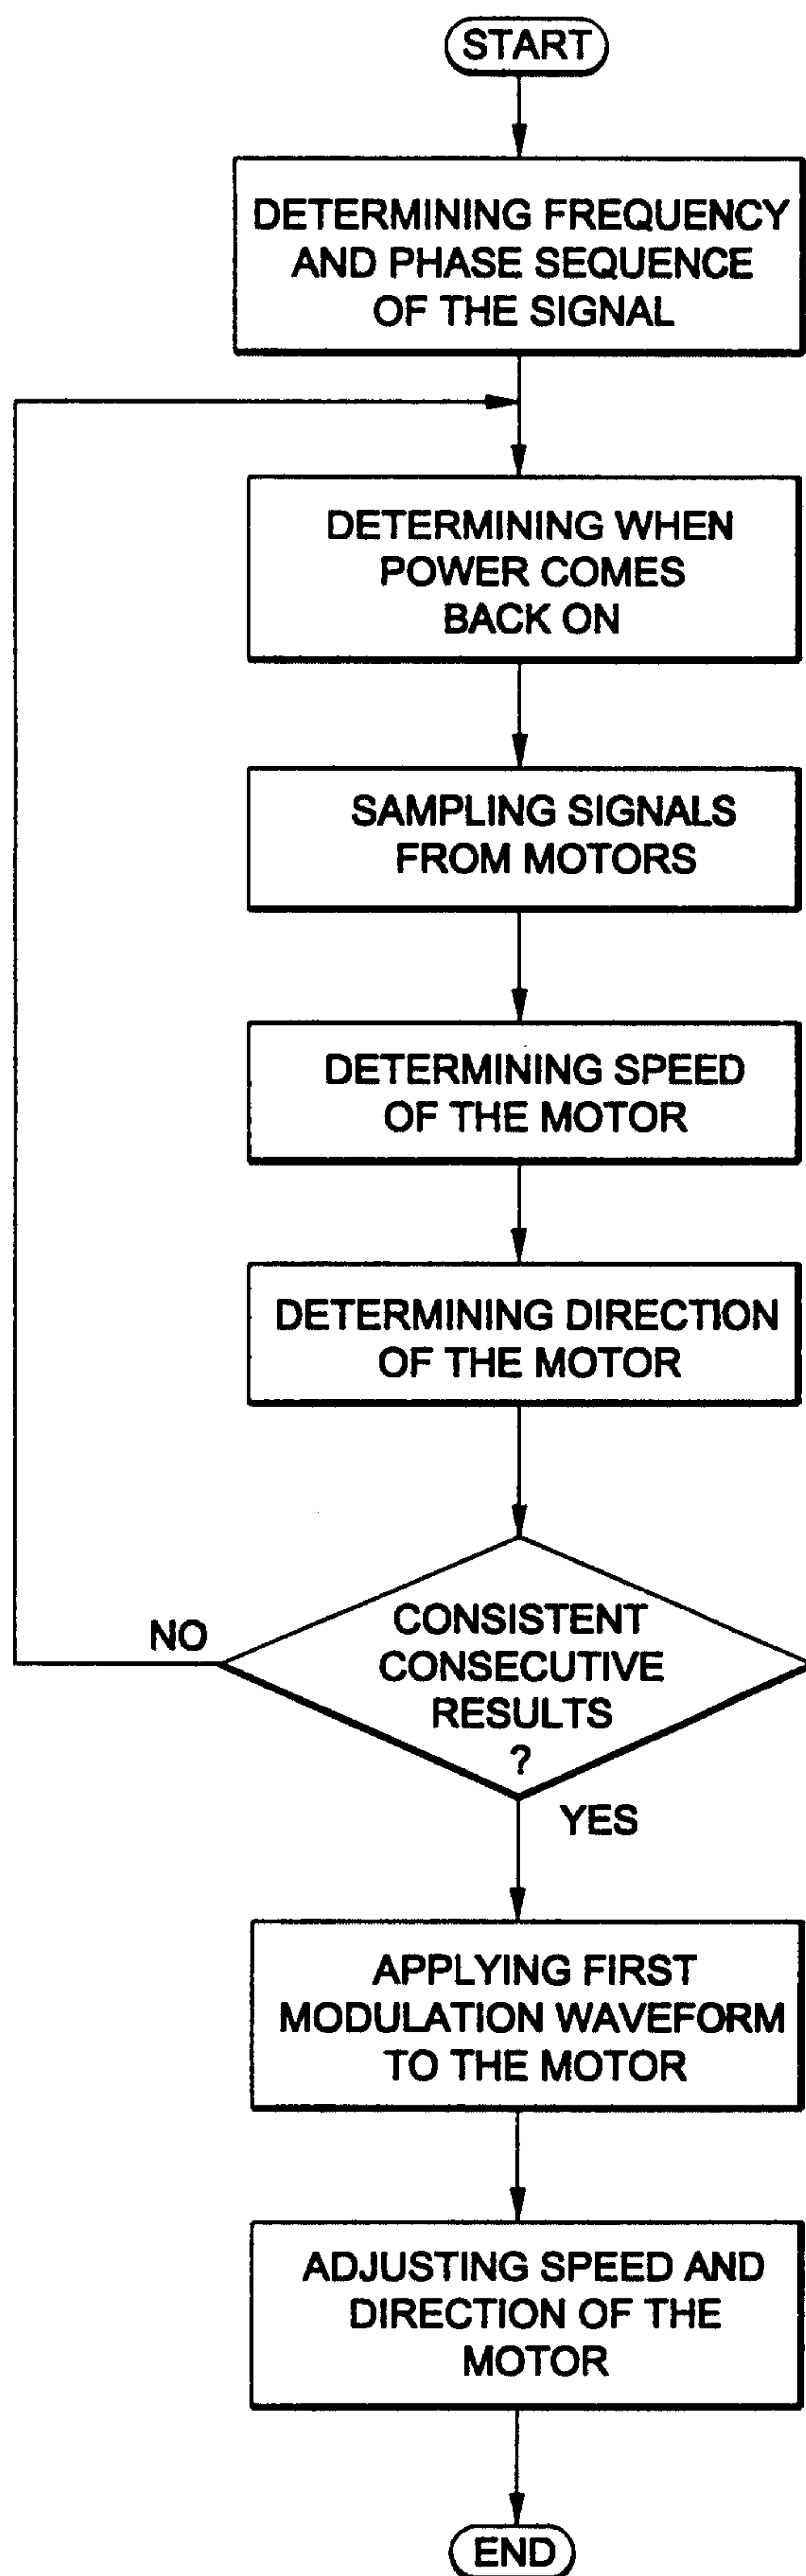 START
DETERMINING FREQUENCY
AND PHASE SEQUENCE
OF THE SIGNAL
DETERMINING WHEN
POWER COMES
BACK ON
SAMPLING SIGNALS
FROM MOTORS
DETERMINING SPEED
OF THE MOTOR
DETERMINING DIRECTION
OF THE MOTOR
CONSISTENT
CONSECUTIVE
RESULTS
?
NO
YES
APPLYING FIRST
MODULATION WAVEFORM
TO THE MOTOR
ADJUSTING SPEED AND
DIRECTION OF THE
MOTOR
END